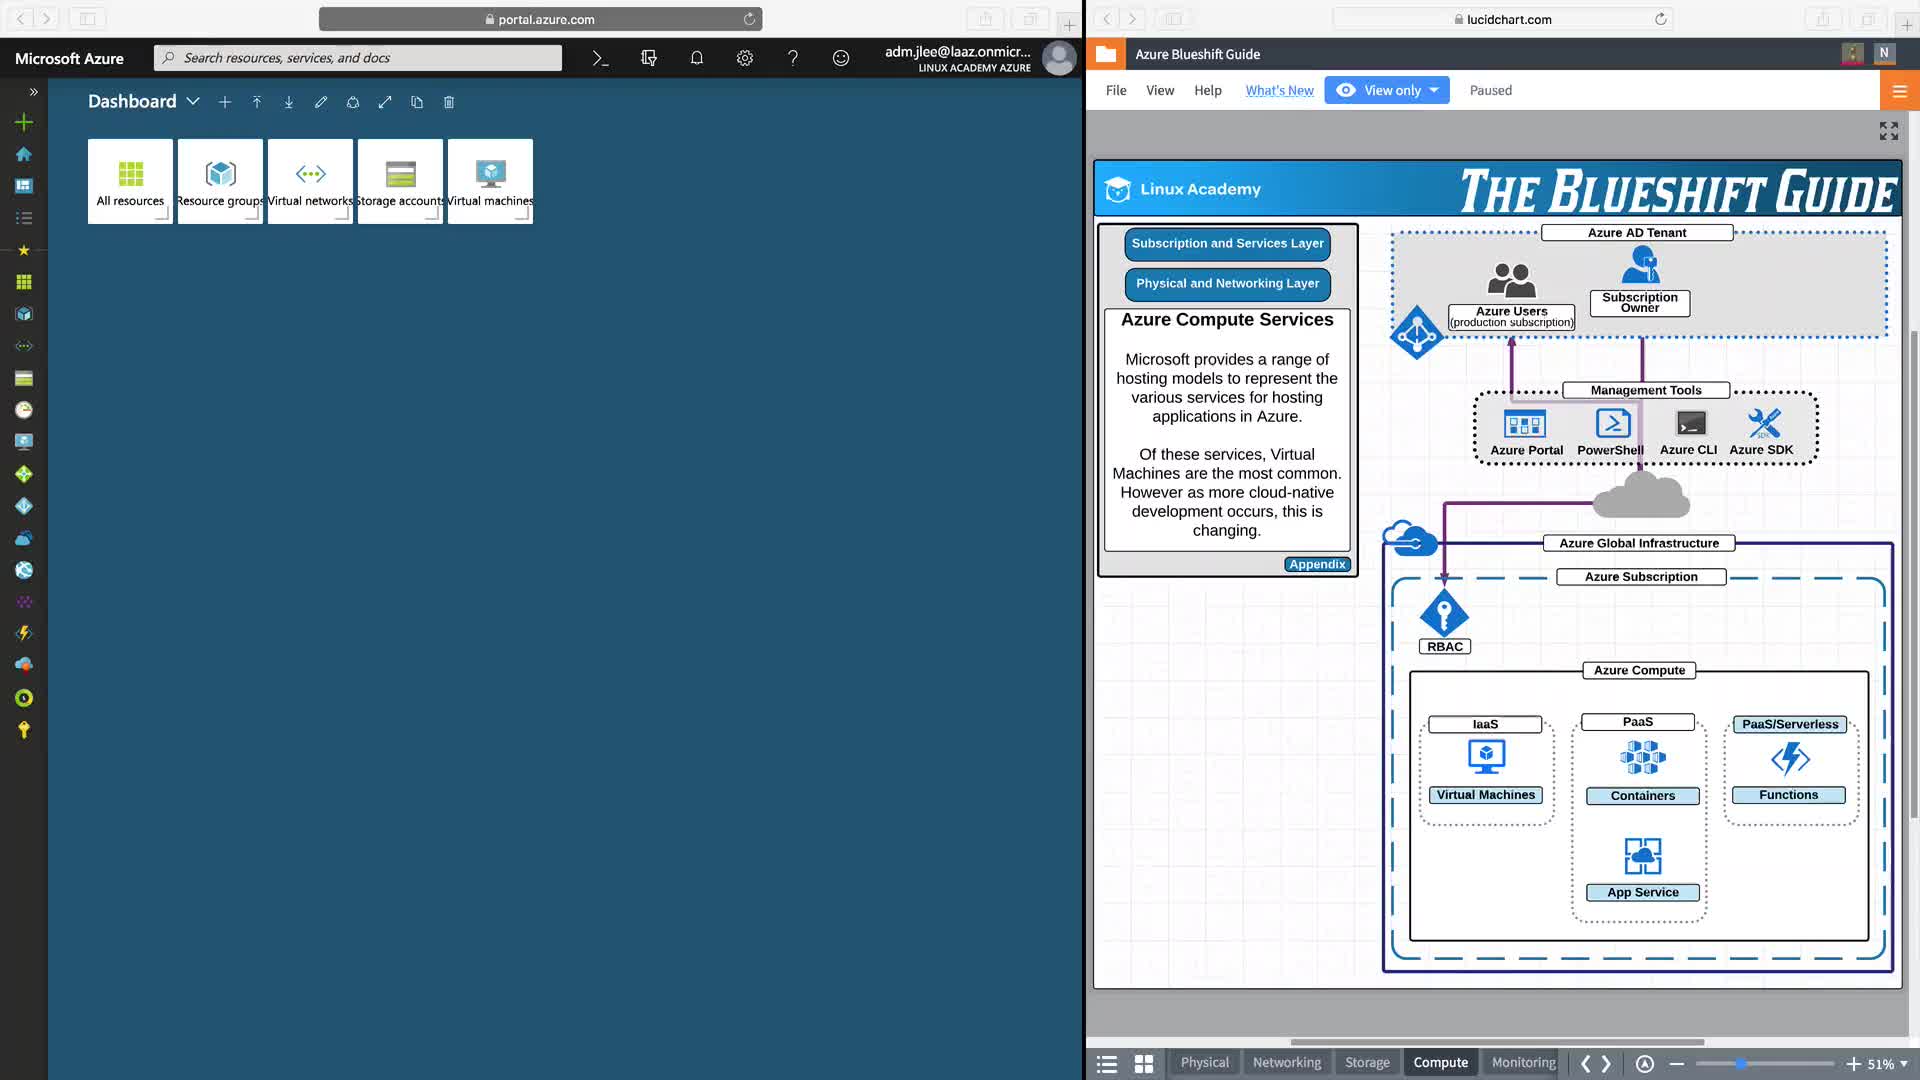 portal.azure.com
Microsoft Azure
Search resources, services, and docs
adm.jlee@laaz.onmicr...
LINUX ACADEMY AZURE
Dashboard
All resources
Resource groups
Virtual networks
Storage accounts
Virtual machines
lucidchart.com
Azure Blueshift Guide
N
File
View
Help
What's New
View only
Paused
Linux Academy
THE BLUESHIFT GUIDE
Subscription and Services Layer
Physical and Networking Layer
Azure Compute Services
Microsoft provides a range of
hosting models to represent the
various services for hosting
applications in Azure.
Of these services, Virtual
Machines are the most common.
However as more cloud-native
development occurs, this is
changing.
Appendix
Azure AD Tenant
Azure Users
(production subscription)
Subscription
Owner
Management Tools
Azure Portal
PowerShell
Azure CLI
SDK
Azure SDK
Azure Global Infrastructure
Azure Subscription
RBAC
Azure Compute
IaaS
Virtual Machines
PaaS
Containers
App Service
PaaS/Serverless
Functions
Physical
Networking
Storage
Compute
Monitoring
51%